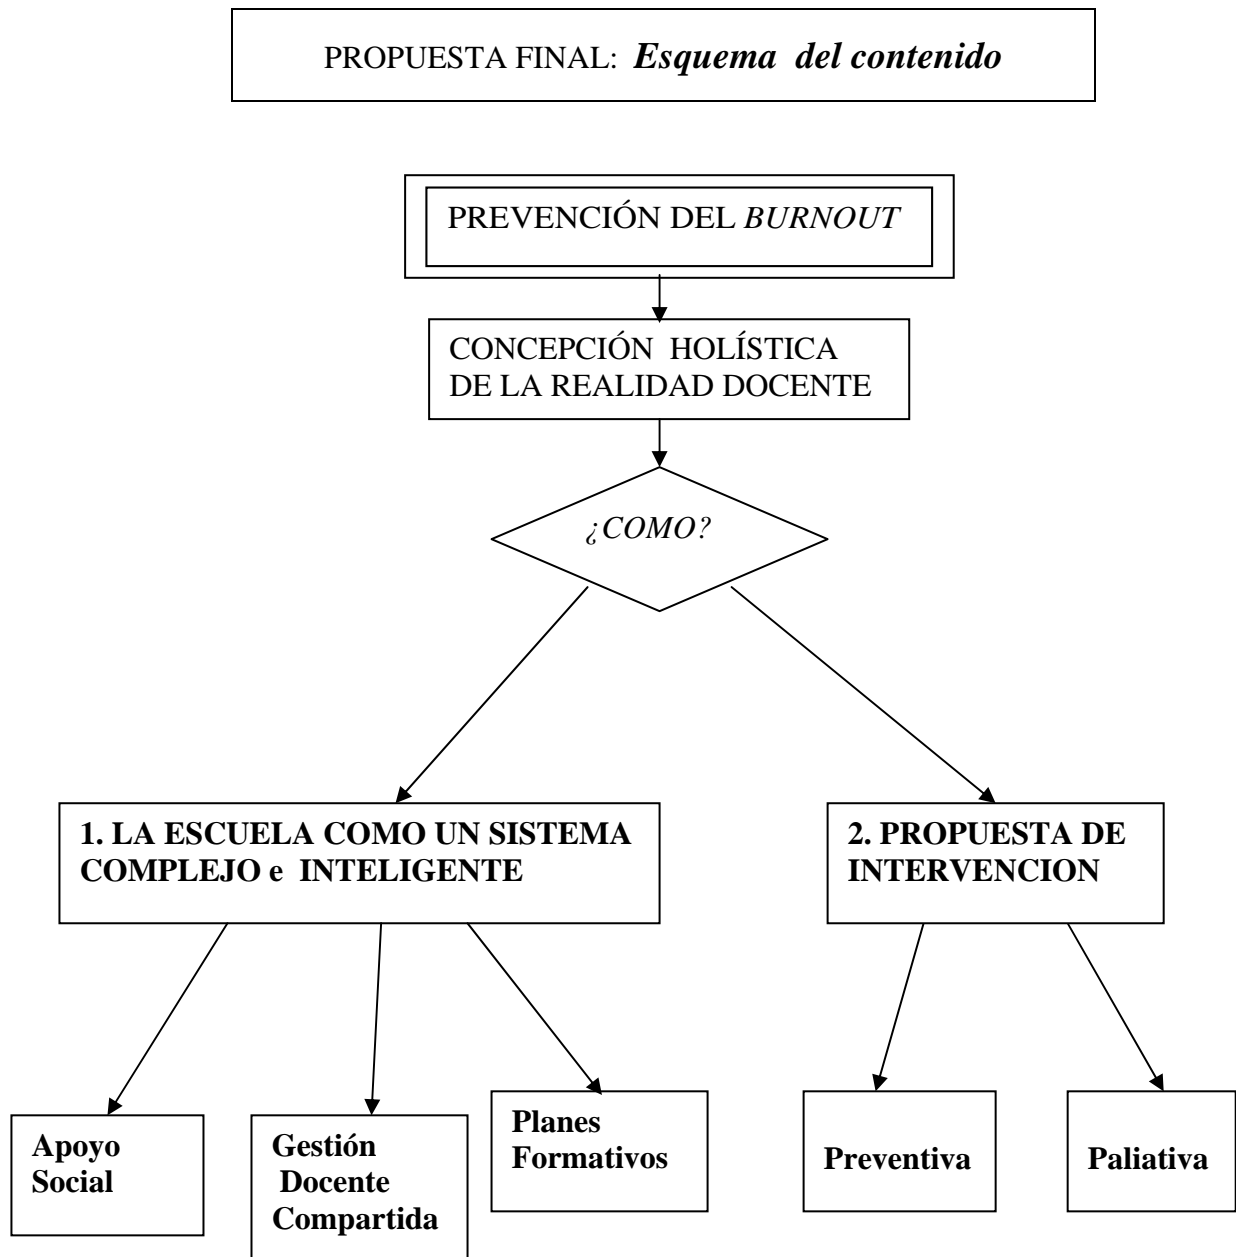 PROPUESTA FINAL: Esquema del contenido
PREVENCIÓN DEL BURNOUT
CONCEPCIÓN HOLÍSTICA
DE LA REALIDAD DOCENTE
¿COMO?
1. LA ESCUELA COMO UN SISTEMA
COMPLEJO e INTELIGENTE
2. PROPUESTA DE
INTERVENCION
Apoyo
Social
Gestión
Docente
Compartida
Planes
Formativos
Preventiva
Paliativa